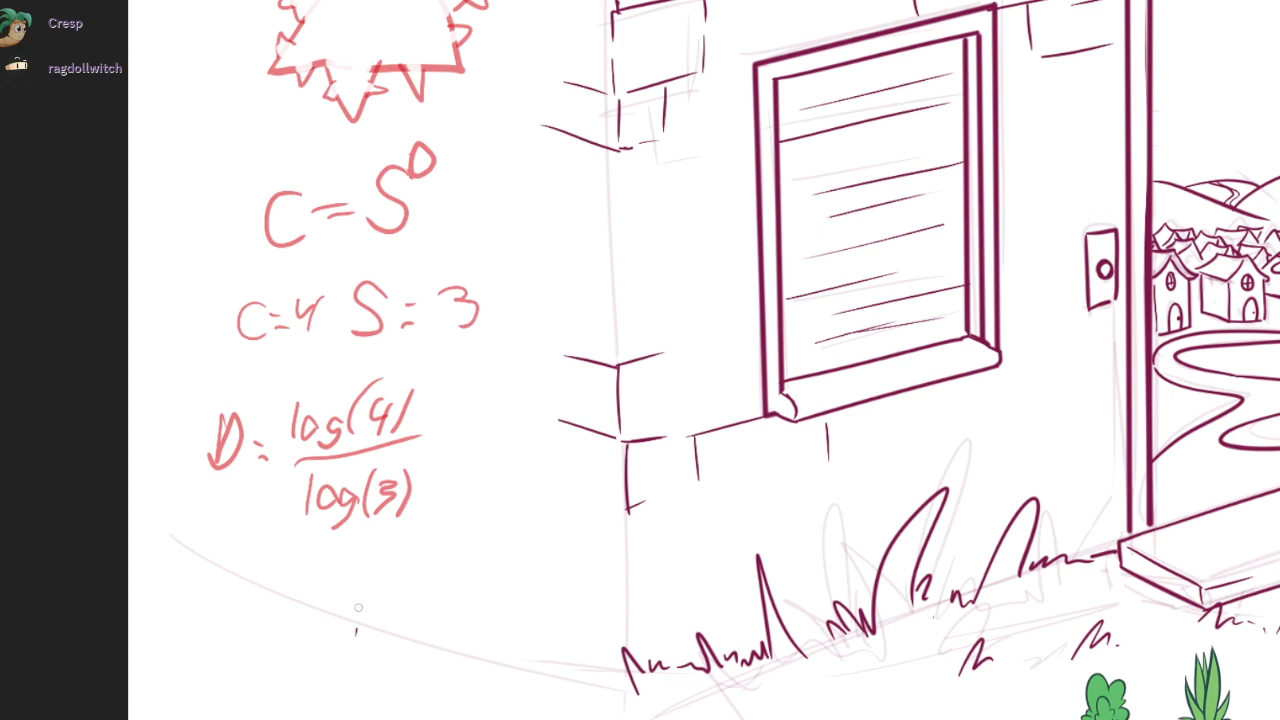 Cresp
ragdollwitch
C=S^D
C=4 S=3
D= log(4)
log(3)